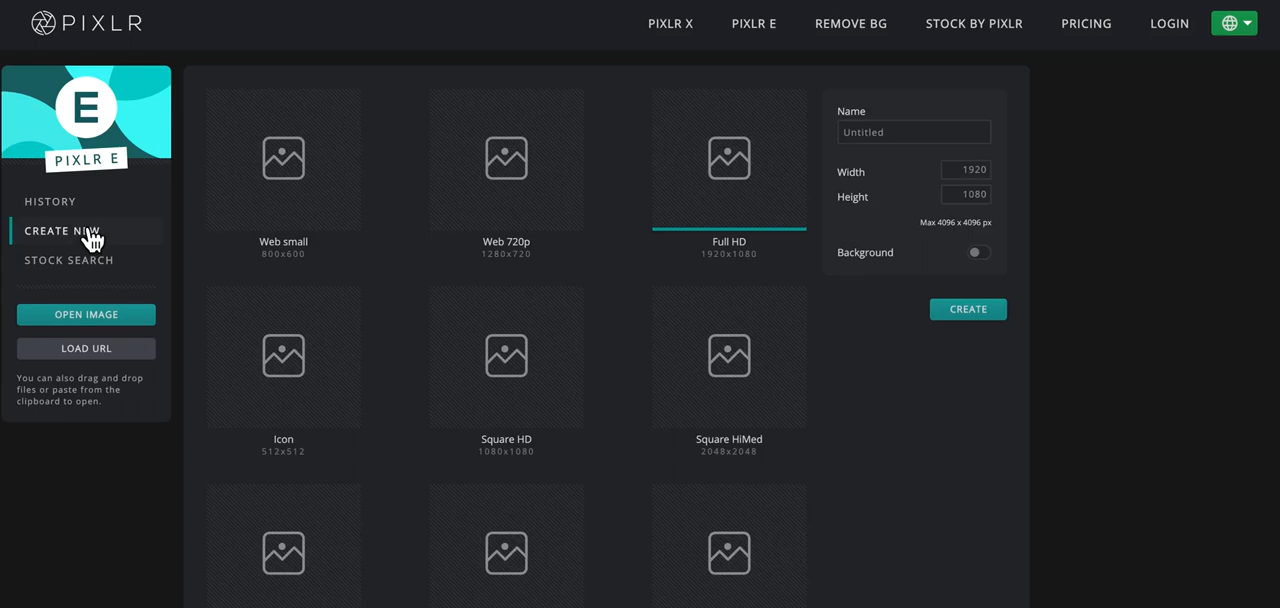 PIXLR
PIXLR X
PIXLR E
REMOVE BG
STOCK BY PIXLR
PRICING
LOGIN
E
PIXLR E
HISTORY
CREATE NEW
STOCK SEARCH
OPEN IMAGE
LOAD URL
You can also drag and drop
files or paste from the
clipboard to open.
Web small
800x600
Web 720p
1280x720
Full HD
1920x1080
Icon
512x512
Square HD
1080x1080
Square HiMed
2048x2048
Name
Untitled
Width
1920
Height
1080
Max 4096 x 4096 px
Background
CREATE